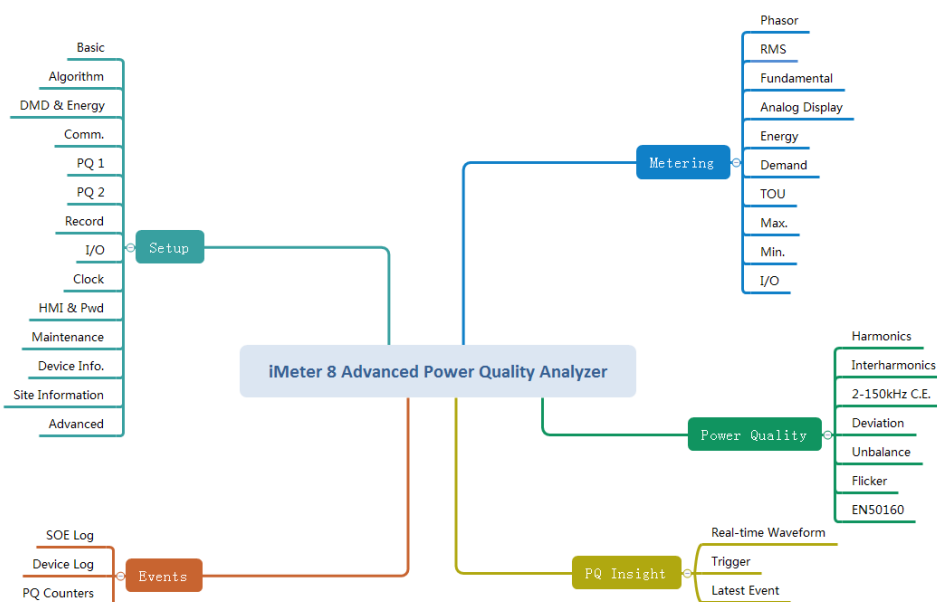 iMeter 8 Advanced Power Quality Analyzer
Setup
Basic
Algorithm
DMD & Energy
Comm.
PQ 1
PQ 2
Record
I/O
Clock
HMI & Pwd
Maintenance
Device Info.
Site Information
Advanced
Events
SOE Log
Device Log
PQ Counters
Metering
Phasor
RMS
Fundamental
Analog Display
Energy
Demand
TOU
Max.
Min.
I/O
Power Quality
Harmonics
Interharmonics
2-150kHz C.E.
Deviation
Unbalance
Flicker
EN50160
PQ Insight
Real-time Waveform
Trigger
Latest Event